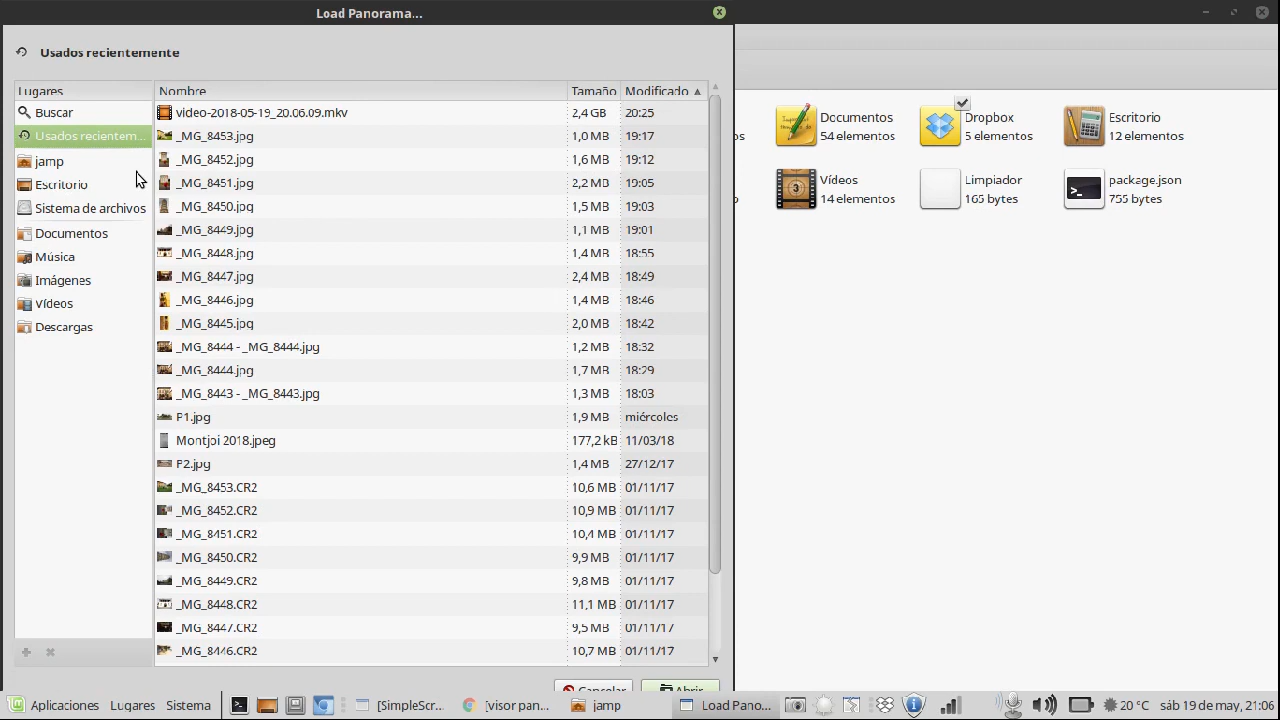 Load Panorama...
Usados recientemente
Lugares
Nombre Tamaño Modificado
Buscar
Usados recientem...
jamp
Escritorio
Sistema de archivos
Documentos
Música
Imágenes
Vídeos
Descargas
video-2018-05-19_20.06.09.mkv 2,4 GB 20:25
_MG_8453.jpg 1,0 MB 19:17
_MG_8452.jpg 1,6 MB 19:12
_MG_8451.jpg 2,2 MB 19:05
_MG_8450.jpg 1,5 MB 19:03
_MG_8449.jpg 1,1 MB 19:01
_MG_8448.jpg 1,4 MB 18:55
_MG_8447.jpg 2,4 MB 18:49
_MG_8446.jpg 1,4 MB 18:46
_MG_8445.jpg 2,0 MB 18:42
_MG_8444 - _MG_8444.jpg 1,2 MB 18:32
_MG_8444.jpg 1,7 MB 18:29
_MG_8443 - _MG_8443.jpg 1,3 MB 18:03
P1.jpg 1,9 MB miércoles
Montjoi 2018.jpeg 177,2 kB 11/03/18
P2.jpg 1,4 MB 27/12/17
_MG_8453.CR2 10,6 MB 01/11/17
_MG_8452.CR2 10,9 MB 01/11/17
_MG_8451.CR2 10,4 MB 01/11/17
_MG_8450.CR2 9,9 MB 01/11/17
_MG_8449.CR2 9,8 MB 01/11/17
_MG_8448.CR2 11,1 MB 01/11/17
_MG_8447.CR2 9,5 MB 01/11/17
_MG_8446.CR2 10,7 MB 01/11/17
Cancelar Abrir
Documentos
54 elementos
Dropbox
5 elementos
Escritorio
12 elementos
Vídeos
14 elementos
Limpiador
165 bytes
package.json
755 bytes
Aplicaciones Lugares Sistema [SimpleScr... [visor pan... jamp Load Pano... 20 °C sáb 19 de may, 21:06